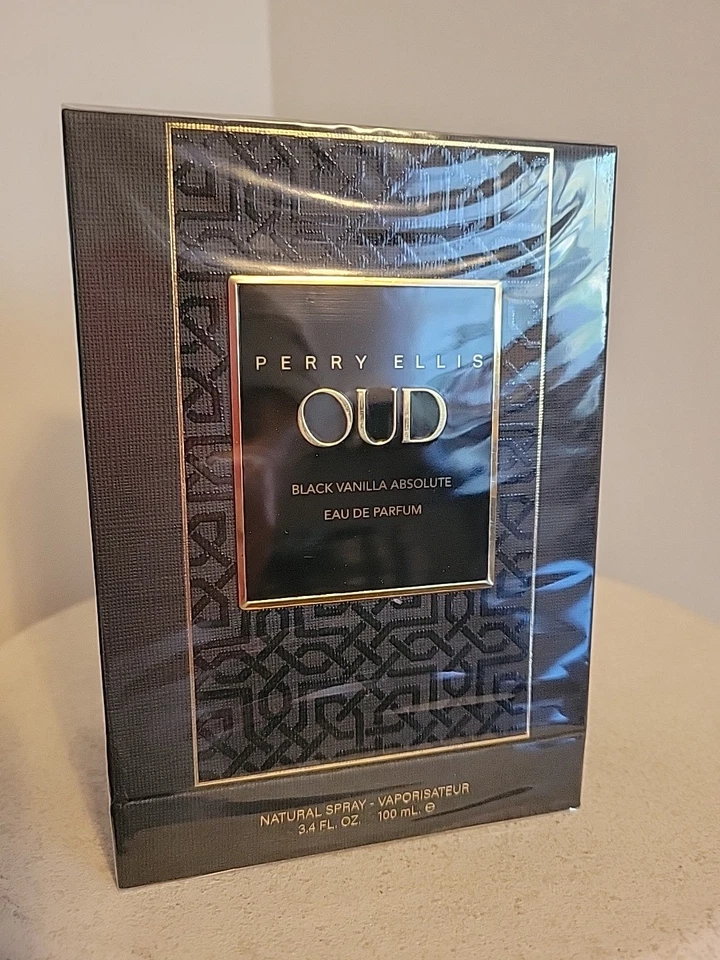 PERRY ELLIS
OUD
BLACK VANILLA ABSOLUTE
EAU DE PARFUM
NATURAL SPRAY - VAPORISATEUR
3.4 FL. OZ. 100 mL. ℮